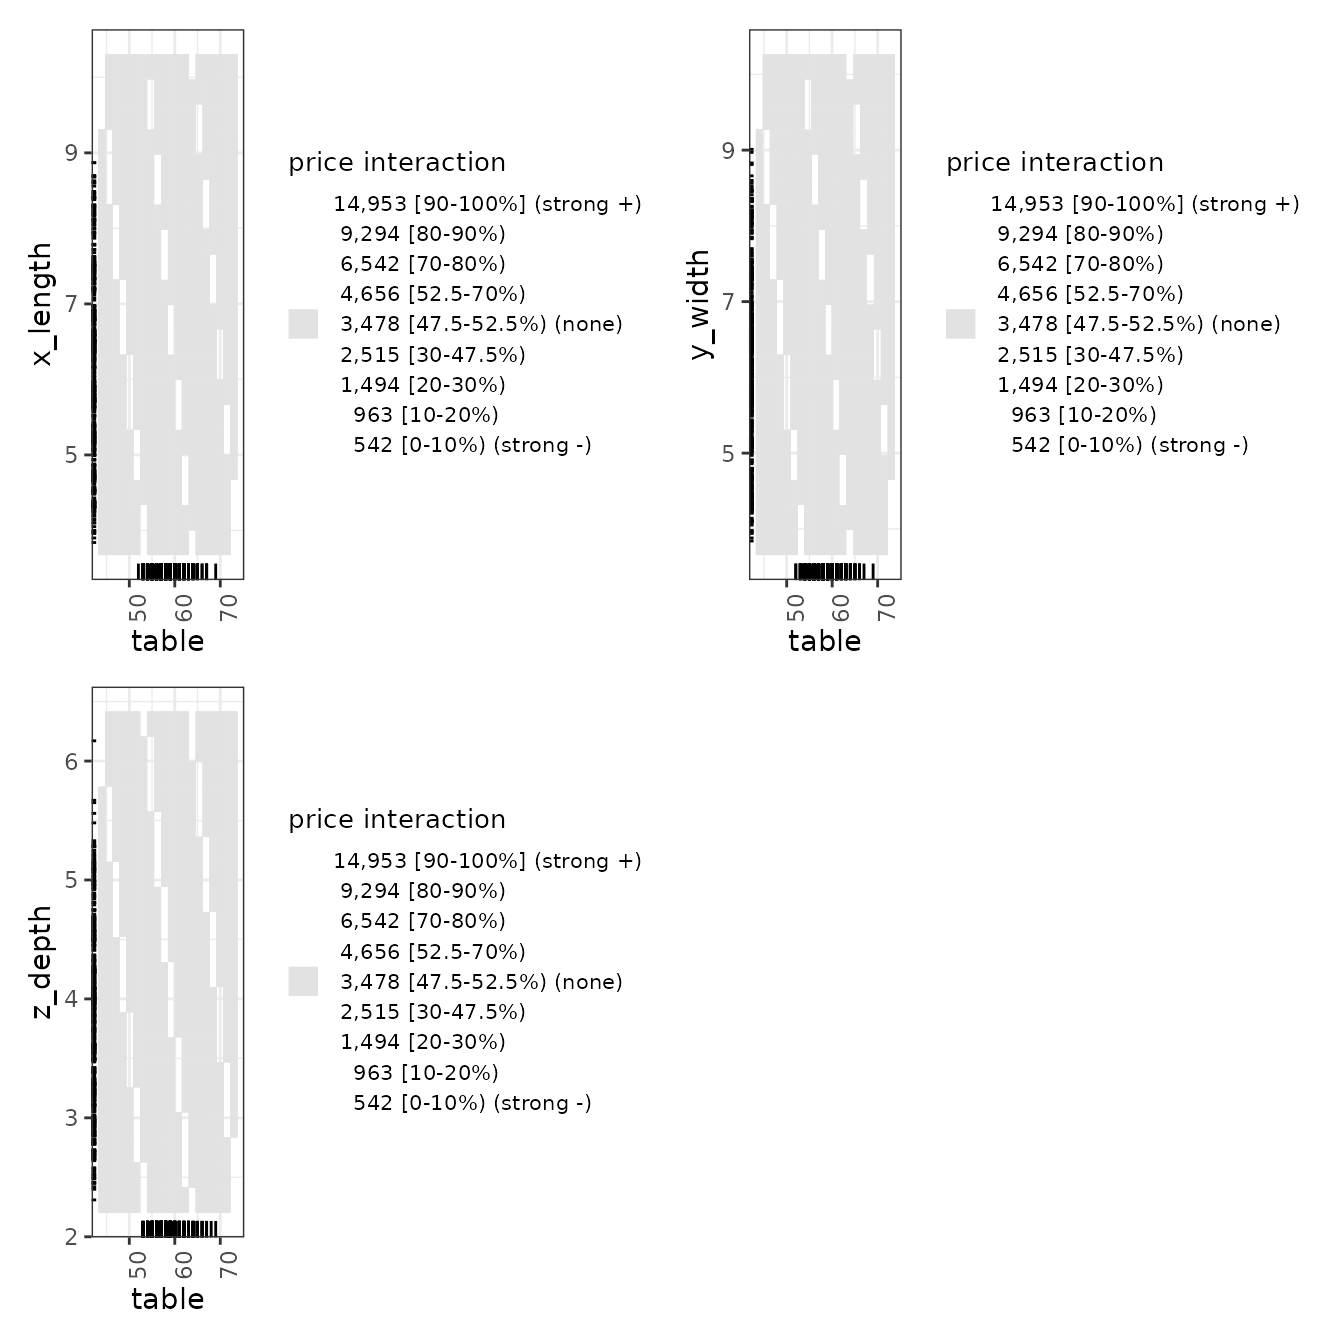 x_length
9
7
5
50
60
70
table
price interaction
14,953 [90-100%] (strong +)
9,294 [80-90%)
6,542 [70-80%)
4,656 [52.5-70%)
3,478 [47.5-52.5%) (none)
2,515 [30-47.5%)
1,494 [20-30%)
963 [10-20%)
542 [0-10%) (strong -)
y_width
9
7
5
50
60
70
table
price interaction
14,953 [90-100%] (strong +)
9,294 [80-90%)
6,542 [70-80%)
4,656 [52.5-70%)
3,478 [47.5-52.5%) (none)
2,515 [30-47.5%)
1,494 [20-30%)
963 [10-20%)
542 [0-10%) (strong -)
z_depth
6
5
4
3
2
50
60
70
table
price interaction
14,953 [90-100%] (strong +)
9,294 [80-90%)
6,542 [70-80%)
4,656 [52.5-70%)
3,478 [47.5-52.5%) (none)
2,515 [30-47.5%)
1,494 [20-30%)
963 [10-20%)
542 [0-10%) (strong -)